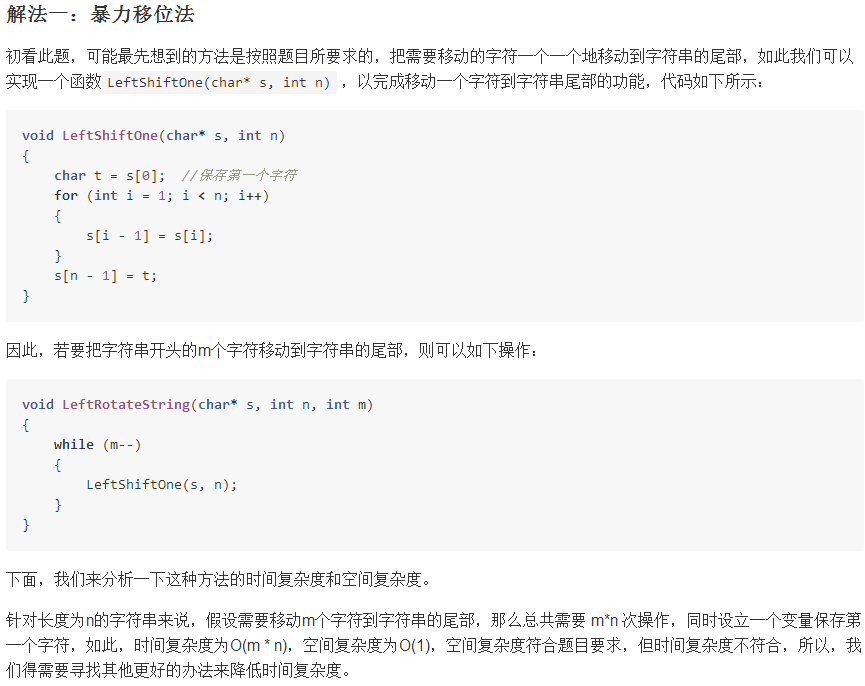 解法一：暴力移位法
初看此题，可能最先想到的方法是按照题目所要求的，把需要移动的字符一个一个地移动到字符串的尾部，如此我们可以
实现一个函数 LeftShiftOne(char* s, int n) ，以完成移动一个字符到字符串尾部的功能，代码如下所示：
void LeftShiftOne(char* s, int n)
{
    char t = s[0];  //保存第一个字符
    for (int i = 1; i < n; i++)
    {
        s[i - 1] = s[i];
    }
    s[n - 1] = t;
}
因此，若要把字符串开头的m个字符移动到字符串的尾部，则可以如下操作：
void LeftRotateString(char* s, int n, int m)
{
    while (m--)
    {
        LeftShiftOne(s, n);
    }
}
下面，我们来分析一下这种方法的时间复杂度和空间复杂度。
针对长度为n的字符串来说，假设需要移动m个字符到字符串的尾部，那么总共需要 m*n 次操作，同时设立一个变量保存第
一个字符，如此，时间复杂度为O(m * n)，空间复杂度为O(1)，空间复杂度符合题目要求，但时间复杂度不符合，所以，我
们得需要寻找其他更好的办法来降低时间复杂度。